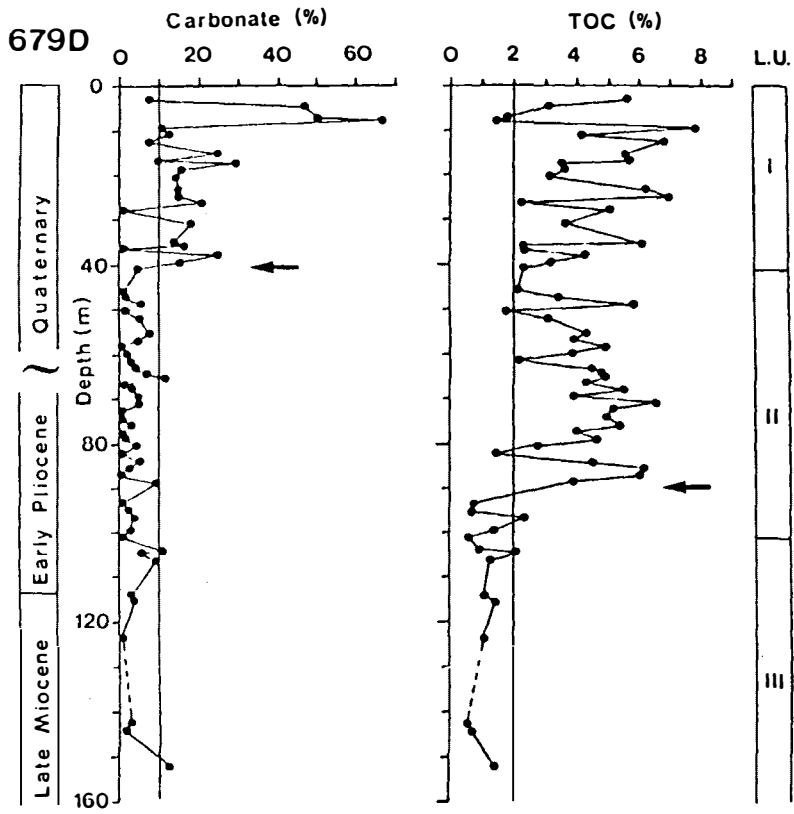 679D
Carbonate (%)
TOC (%)
0 20 40 60
0 2 4 6 8
L.U.
0
40
80
120
160
Depth (m)
Quaternary
~
Early Pliocene
Late Miocene
I
II
III